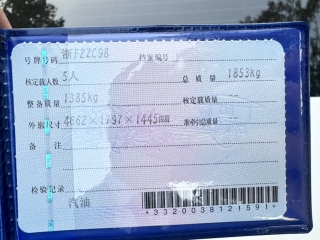 号牌号码 浙F22C98 档案编号
核定载人数 5人 总质量 1853kg
整备质量 1385kg 核定载质量
外廓尺寸 4662×1797×1445mm 准牵引总质量
备注
检验记录
汽油
*3320038121591*